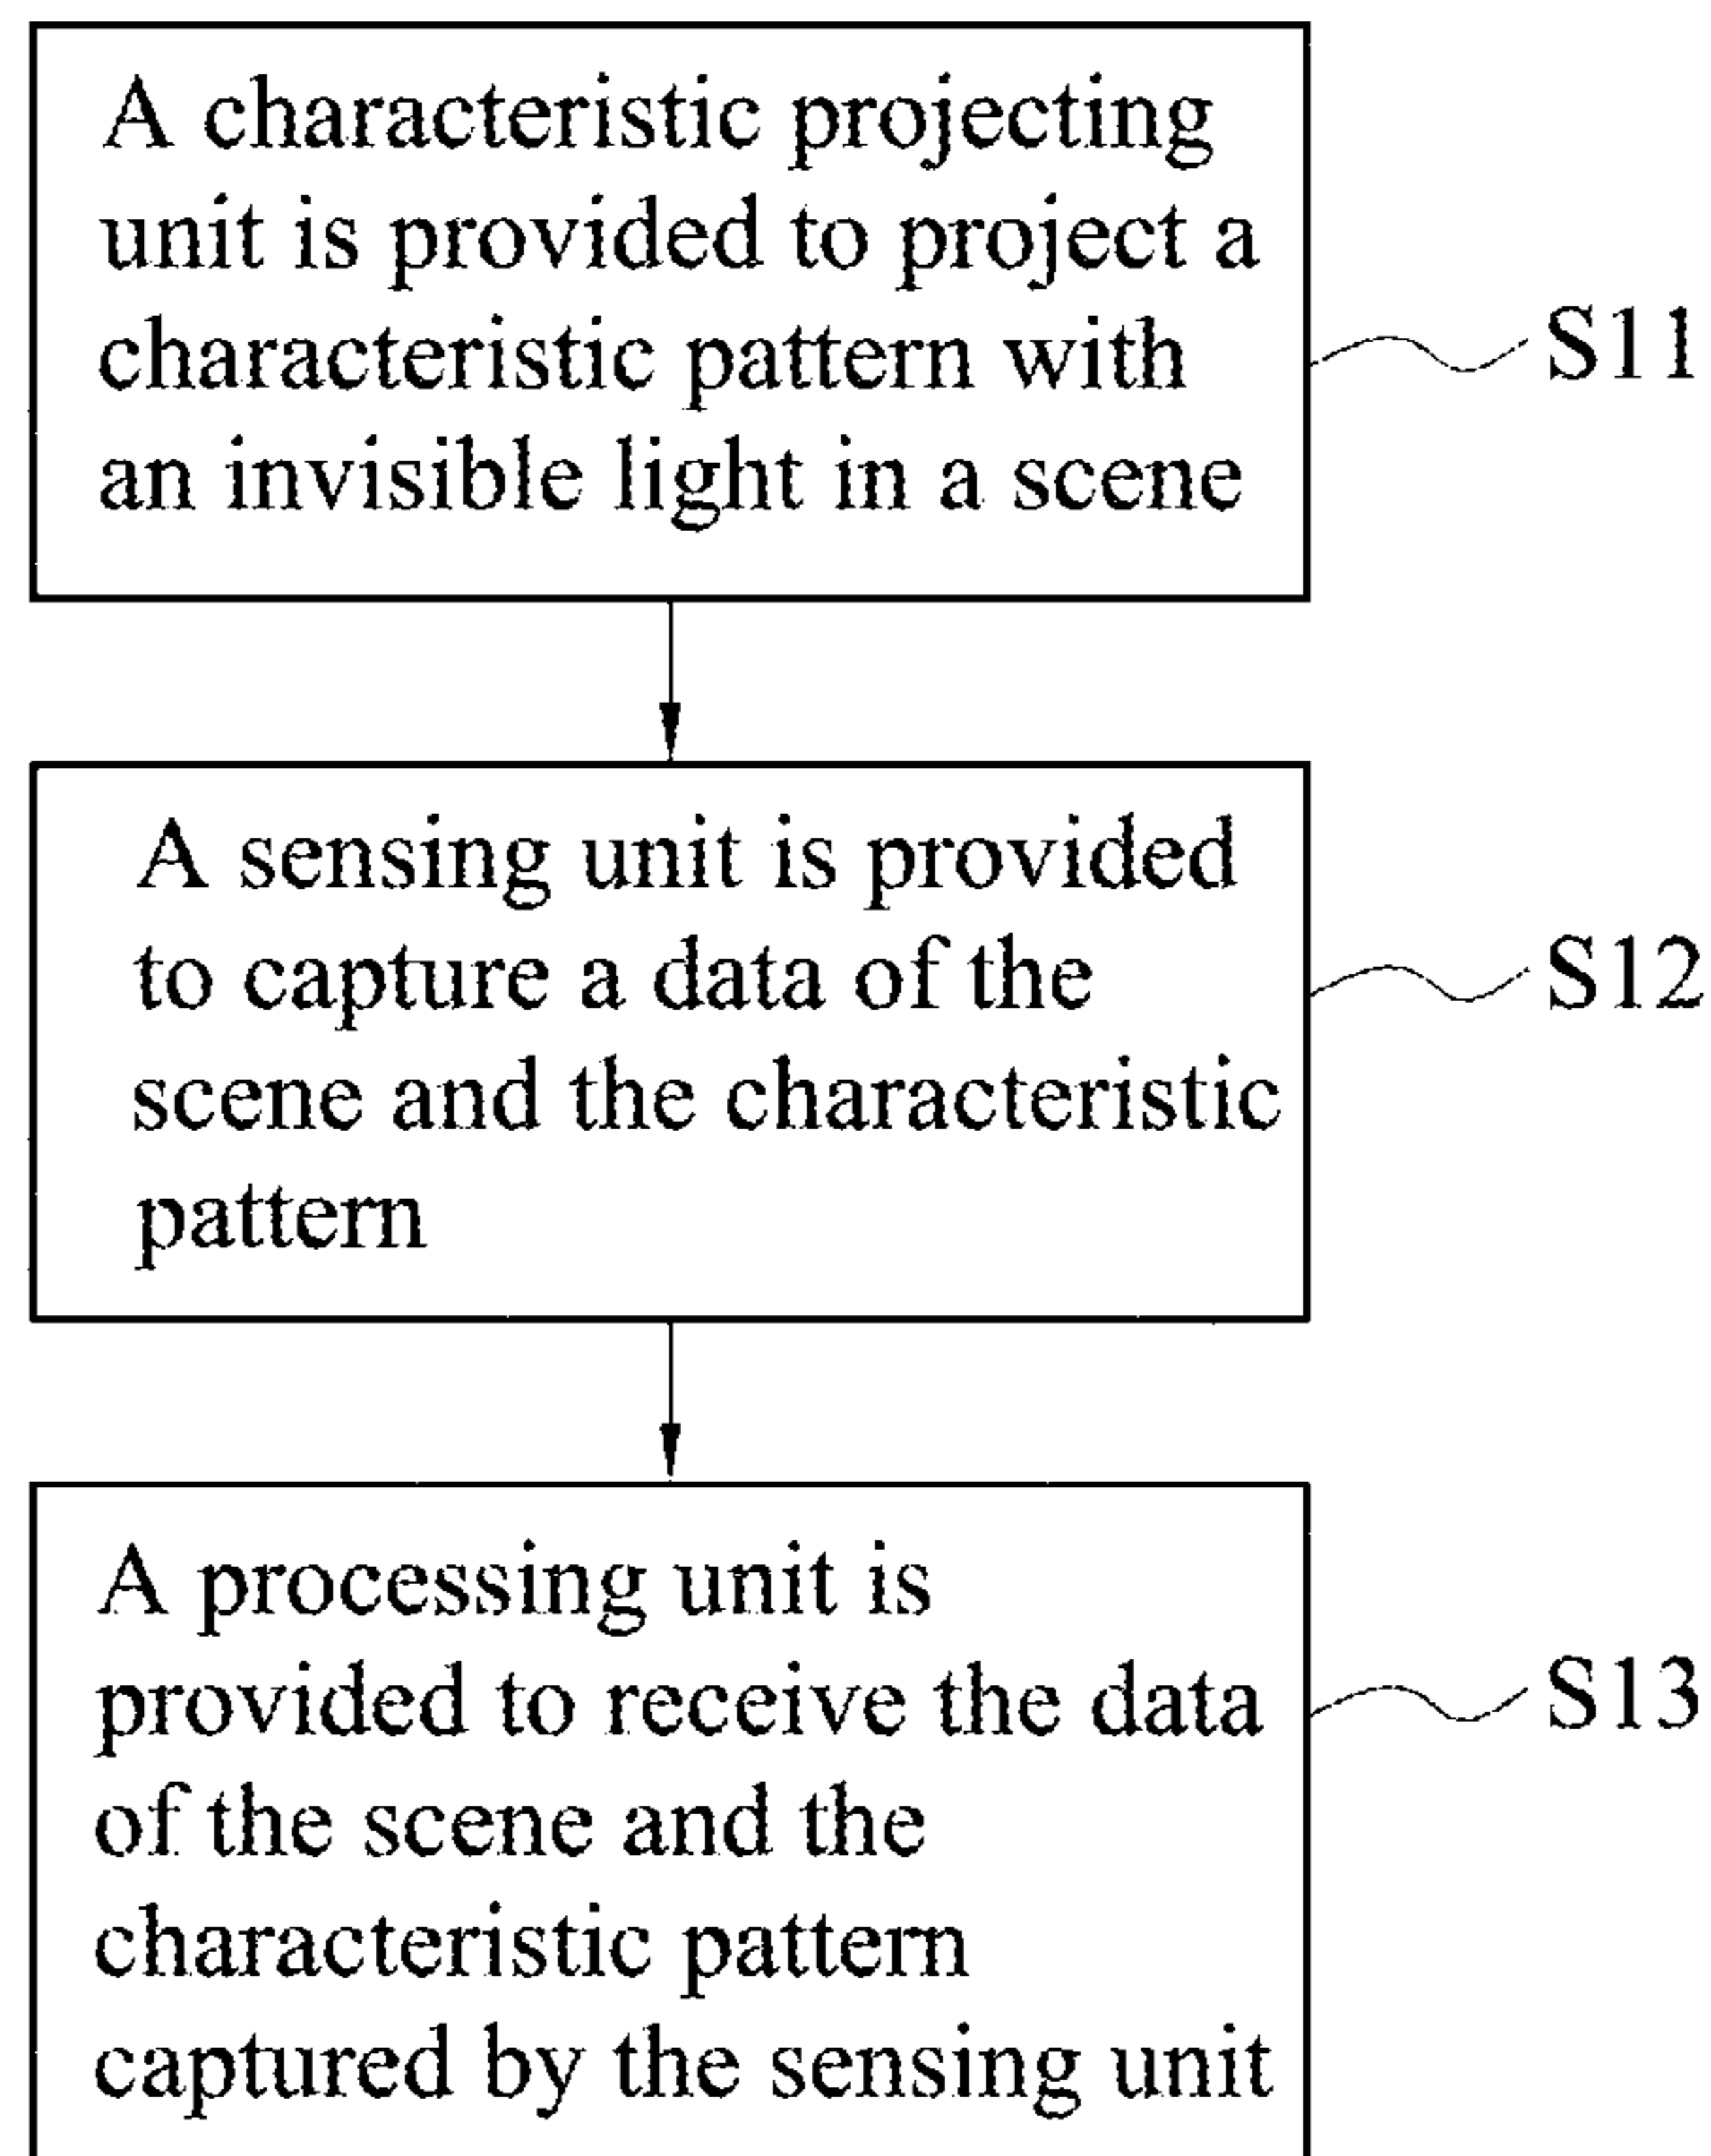 A characteristic projecting
unit is provided to project a
characteristic pattern with
an invisible light in a scene
S11
A sensing unit is provided
to capture a data of the
scene and the characteristic
pattern
S12
A processing unit is
provided to receive the data
of the scene and the
characteristic pattern
captured by the sensing unit
S13